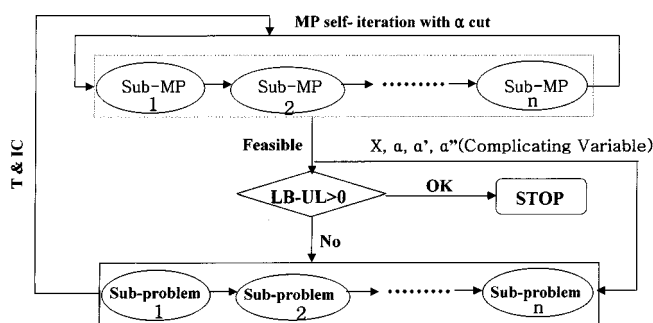 MP self- iteration with α cut
Sub-MP
1
Sub-MP
2
·········
Sub-MP
n
T & IC
Feasible
X, α, α', α"(Complicating Variable)
LB-UL>0
OK
STOP
No
Sub-problem
1
Sub-problem
2
·········
Sub-problem
n